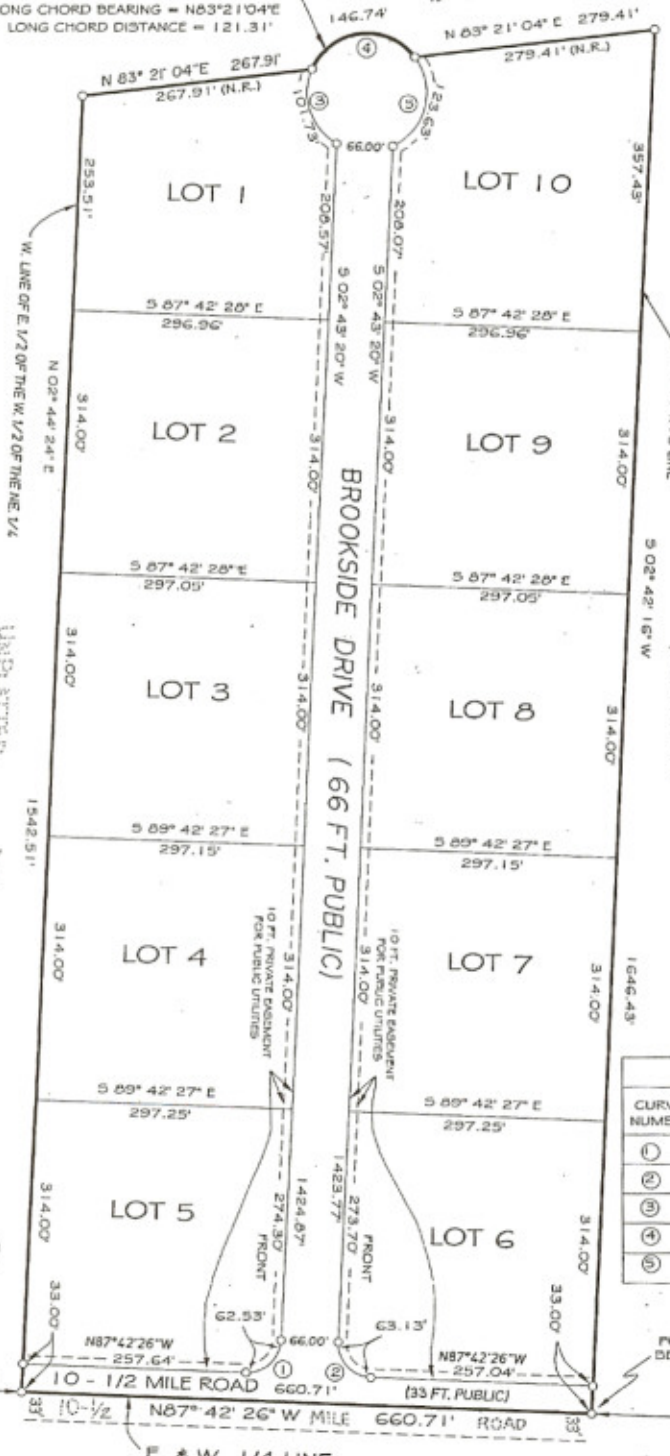 LONG CHORD BEARING = N83°21'04"E
LONG CHORD DISTANCE = 121.31'
146.74'
④
N 83° 21' 04" E 279.41'
279.41' (N.R.)
N 83° 21' 04"E 267.91'
267.91' (N.R.)
③
101.73'
⑤
123.63'
66.00'
LOT 1
LOT 10
253.51'
357.43'
208.57'
208.07'
S 02° 43' 20" W
S 02° 43' 20" W
W. LINE OF E. 1/2 OF THE W. 1/2 OF THE NE. 1/4
S 87° 42' 28" E
296.96'
S 87° 42' 28" E
296.96'
N 02° 44' 24" E
314.00'
LOT 2
314.00'
314.00'
LOT 9
314.00'
BROOKSIDE DRIVE (66 FT. PUBLIC)
S 87° 42' 28" E
297.05'
S 87° 42' 28" E
297.05'
S 02° 42' 16" W
314.00'
LOT 3
314.00'
314.00'
LOT 8
314.00'
1542.51'
S 89° 42' 27" E
297.15'
S 89° 42' 27" E
297.15'
314.00'
LOT 4
314.00'
314.00'
LOT 7
314.00'
1646.43'
10 FT. PRIVATE EASEMENT
FOR PUBLIC UTILITIES
10 FT. PRIVATE EASEMENT
FOR PUBLIC UTILITIES
S 89° 42' 27" E
297.25'
S 89° 42' 27" E
297.25'
CURV
NUMB
①
②
③
④
⑤
314.00'
LOT 5
274.30'
FRONT
1424.87'
1423.77'
273.70'
FRONT
LOT 6
314.00'
33.00'
62.53'
66.00'
63.13'
33.00'
N87°42'26"W
257.64'
①
②
N87°42'26"W
257.04'
10 - 1/2 MILE ROAD 660.71' (33 FT. PUBLIC)
33' 10-1/2 N87° 42' 26" W MILE 660.71' ROAD 33'
E. & W. 1/4 LINE